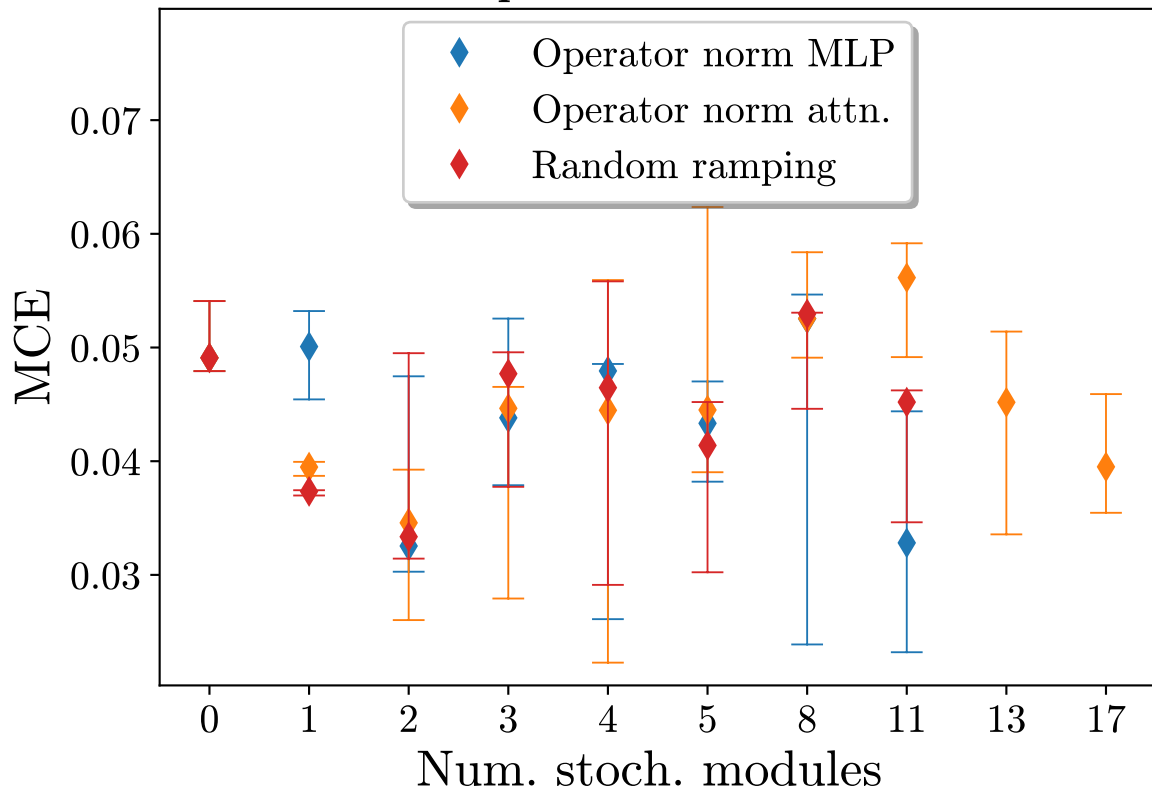 Operator norm MLP
Operator norm attn.
Random ramping
0.07
0.06
0.05
0.04
0.03
MCE
0 1 2 3 4 5 8 11 13 17
Num. stoch. modules